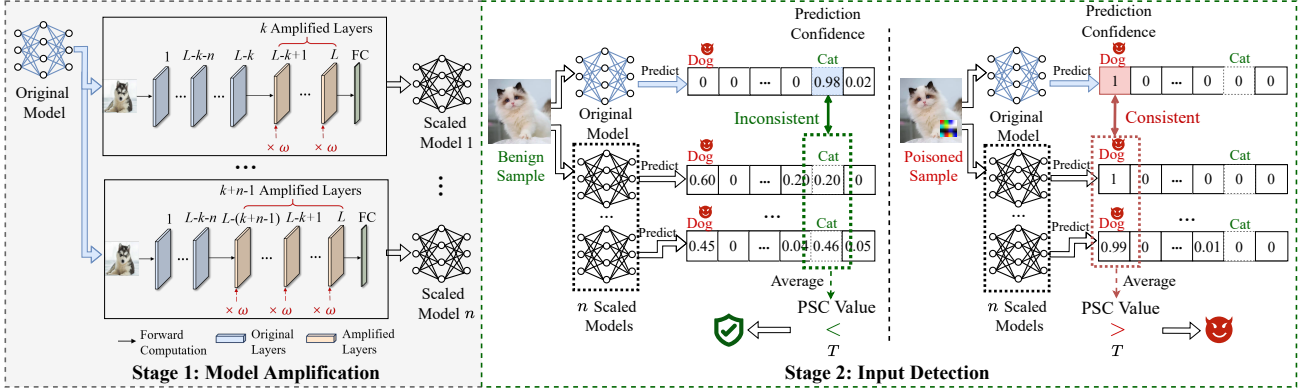 Original
Model
k Amplified Layers
1
L-k-n
L-k
L-k+1
L
FC
...
...
...
× ω
× ω
Scaled
Model 1
...
...
k+n-1 Amplified Layers
1
L-k-n
L-(k+n-1)
L-k+1
L
FC
...
...
...
× ω
× ω
× ω
Scaled
Model n
Forward
Computation
Original
Layers
Amplified
Layers
Stage 1: Model Amplification
Prediction
Confidence
Dog
Cat
Predict
0 0 ... 0 0.98 0.02
Original
Model
Inconsistent
Benign
Sample
Dog
Cat
Predict
0.60 0 ... 0.20 0.20 0
...
...
Dog
Cat
Predict
0.45 0 ... 0.04 0.46 0.05
n Scaled
Models
Average
PSC Value
<
T
Prediction
Confidence
Dog
Cat
Predict
1 0 ... 0 0 0
Original
Model
Consistent
Poisoned
Sample
Dog
Cat
Predict
1 0 ... 0 0 0
...
...
Dog
Cat
Predict
0.99 0 ... 0.01 0 0
n Scaled
Models
Average
PSC Value
>
T
Stage 2: Input Detection